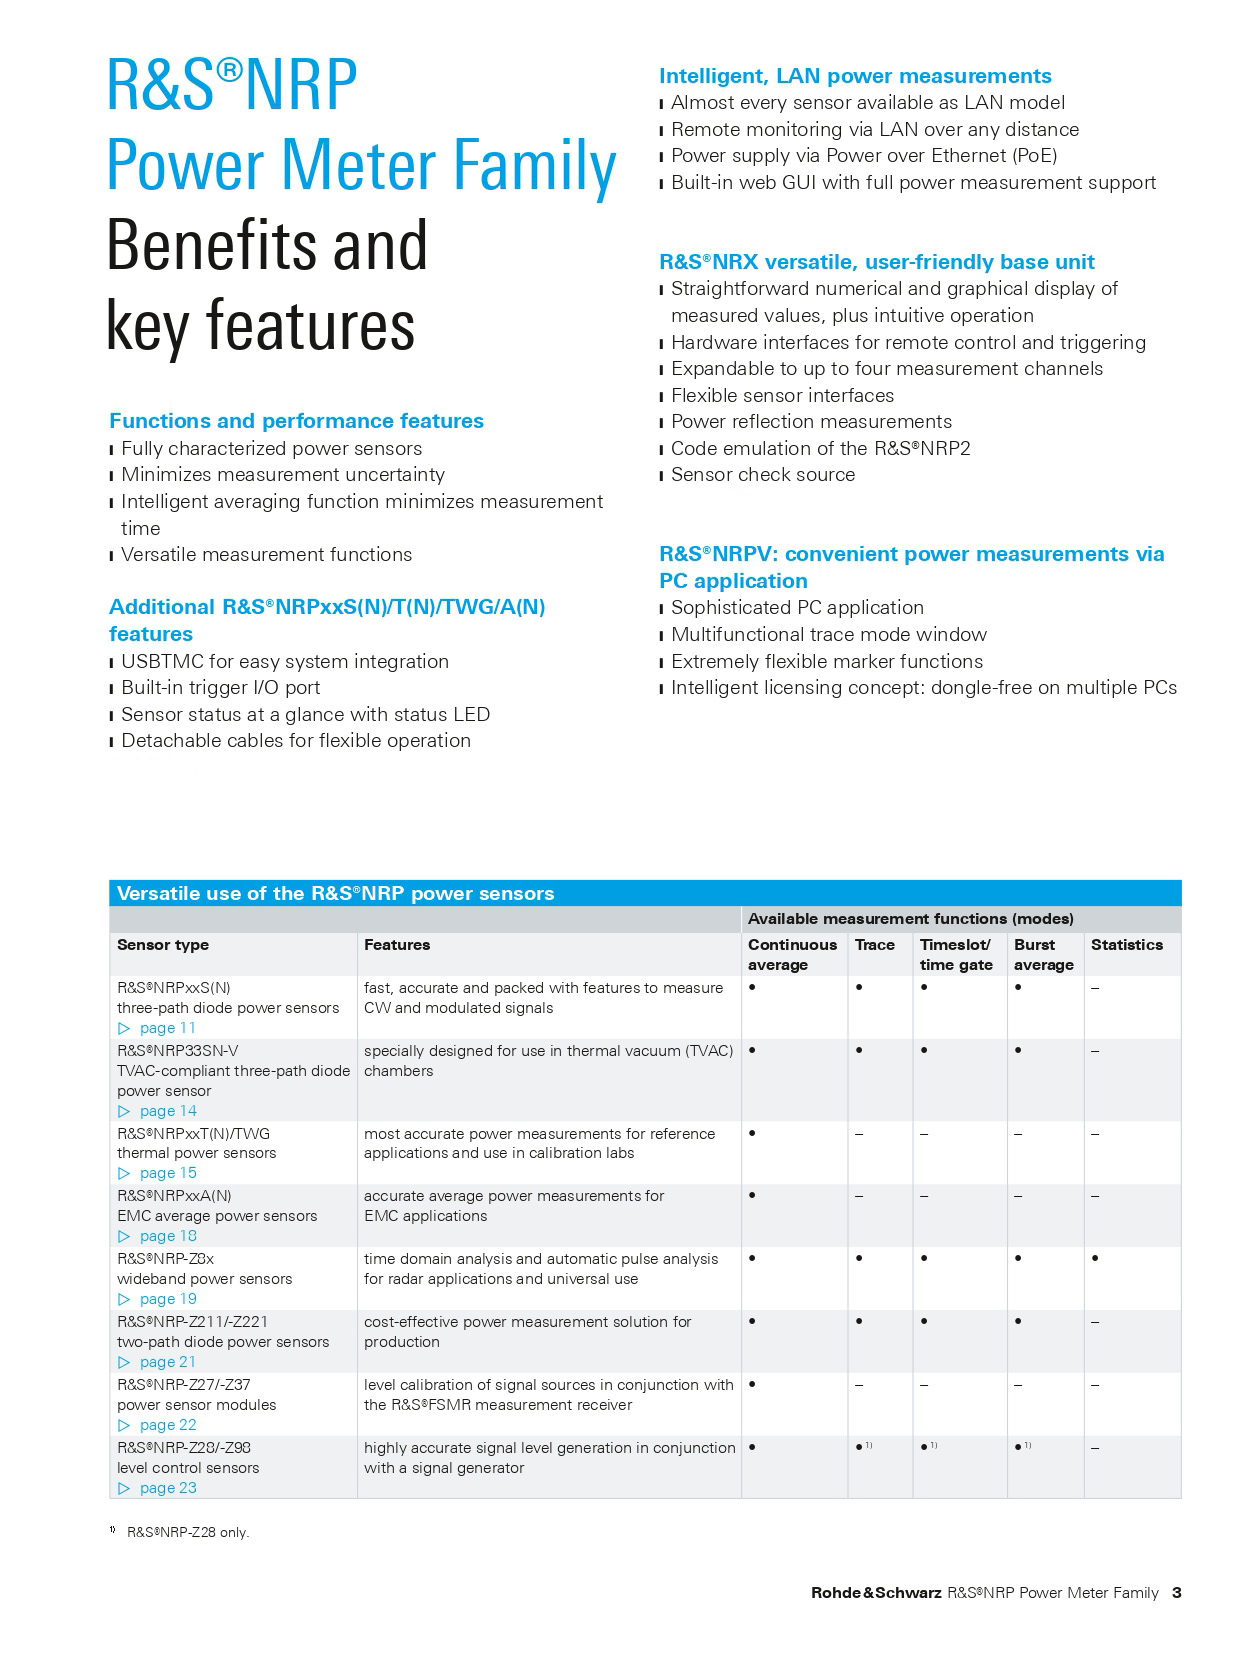 R&S®NRP
Power Meter Family
Benefits and
key features
Functions and performance features
Fully characterized power sensors
Minimizes measurement uncertainty
Intelligent averaging function minimizes measurement
time
Versatile measurement functions
Additional R&S®NRPxxS(N)/T(N)/TWG/A(N)
features
USBTMC for easy system integration
Built-in trigger I/O port
Sensor status at a glance with status LED
Detachable cables for flexible operation
Intelligent, LAN power measurements
Almost every sensor available as LAN model
Remote monitoring via LAN over any distance
Power supply via Power over Ethernet (PoE)
Built-in web GUI with full power measurement support
R&S®NRX versatile, user-friendly base unit
Straightforward numerical and graphical display of
measured values, plus intuitive operation
Hardware interfaces for remote control and triggering
Expandable to up to four measurement channels
Flexible sensor interfaces
Power reflection measurements
Code emulation of the R&S®NRP2
Sensor check source
R&S®NRPV: convenient power measurements via
PC application
Sophisticated PC application
Multifunctional trace mode window
Extremely flexible marker functions
Intelligent licensing concept: dongle-free on multiple PCs
Versatile use of the R&S®NRP power sensors
Available measurement functions (modes)
Sensor type Features Continuous Trace Timeslot/ Burst Statistics
average time gate average
R&S®NRPxxS(N) fast, accurate and packed with features to measure • • • • –
three-path diode power sensors CW and modulated signals
▷ page 11
R&S®NRP33SN-V specially designed for use in thermal vacuum (TVAC) • • • • –
TVAC-compliant three-path diode chambers
power sensor
▷ page 14
R&S®NRPxxT(N)/TWG most accurate power measurements for reference • – – – –
thermal power sensors applications and use in calibration labs
▷ page 15
R&S®NRPxxA(N) accurate average power measurements for • – – – –
EMC average power sensors EMC applications
▷ page 18
R&S®NRP-Z8x time domain analysis and automatic pulse analysis • • • • •
wideband power sensors for radar applications and universal use
▷ page 19
R&S®NRP-Z211/-Z221 cost-effective power measurement solution for • • • • –
two-path diode power sensors production
▷ page 21
R&S®NRP-Z27/-Z37 level calibration of signal sources in conjunction with • – – – –
power sensor modules the R&S®FSMR measurement receiver
▷ page 22
R&S®NRP-Z28/-Z98 highly accurate signal level generation in conjunction • • 1) • 1) • 1) –
level control sensors with a signal generator
▷ page 23
1) R&S®NRP-Z28 only.
Rohde&Schwarz R&S®NRP Power Meter Family 3